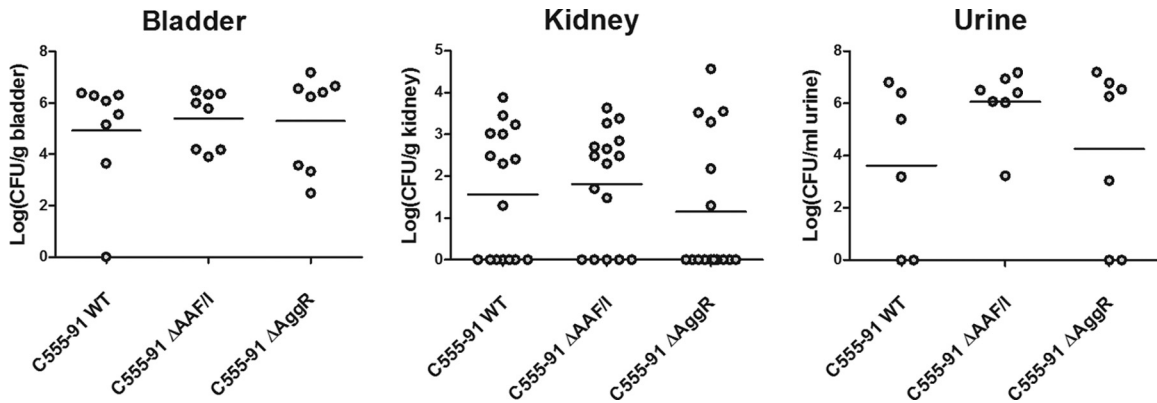 Bladder
Log(CFU/g bladder)
8
6
4
2
0
C555-91 WT
C555-91 ΔAAF/I
C555-91 ΔAggR
Kidney
Log(CFU/g kidney)
5
4
3
2
1
0
C555-91 WT
C555-91 ΔAAF/I
C555-91 ΔAggR
Urine
Log(CFU/ml urine)
8
6
4
2
0
C555-91 WT
C555-91 ΔAAF/I
C555-91 ΔAggR